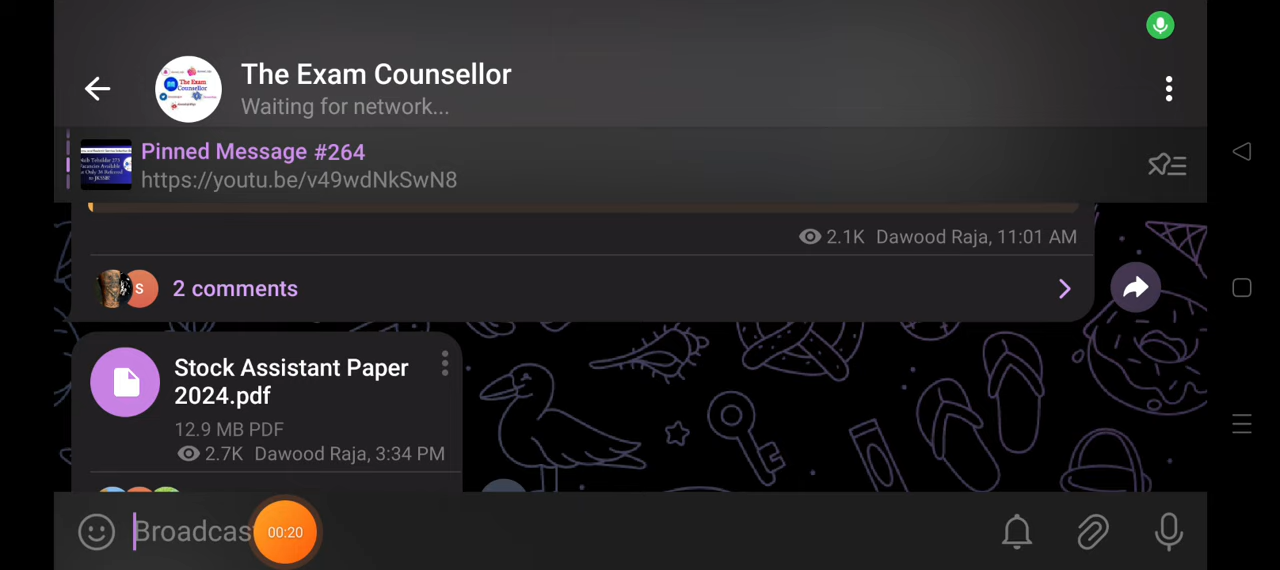 The Exam Counsellor
Waiting for network...
Pinned Message #264
https://youtu.be/v49wdNkSwN8
2.1K Dawood Raja, 11:01 AM
S
2 comments
Stock Assistant Paper
2024.pdf
12.9 MB PDF
2.7K Dawood Raja, 3:34 PM
Broadcast
00:20